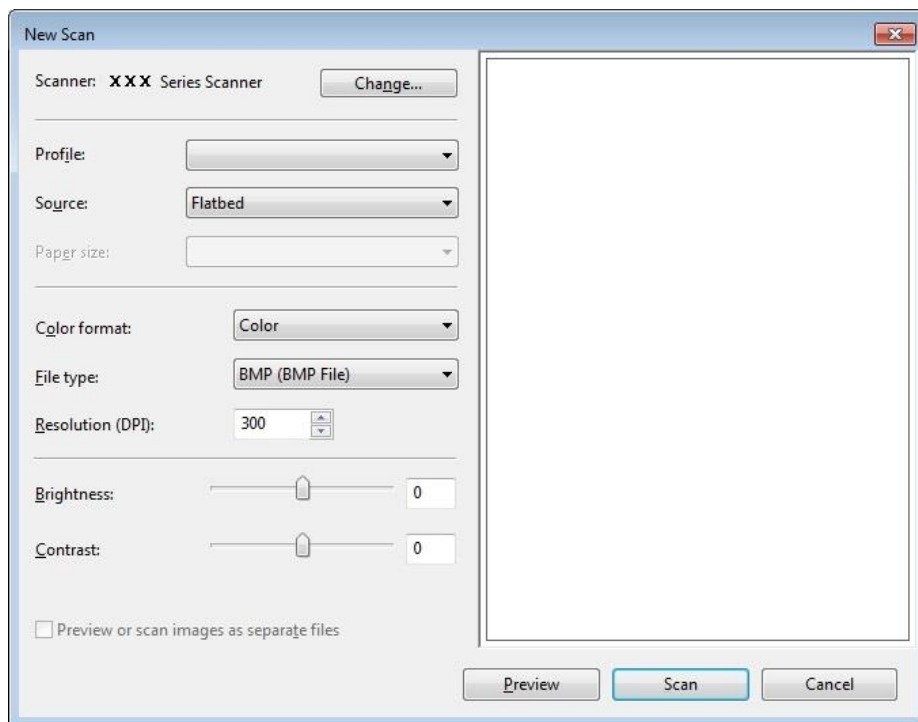 New Scan
Scanner: XXX Series Scanner Change...
Profile:
Source: Flatbed
Paper size:
Color format: Color
File type: BMP (BMP File)
Resolution (DPI): 300
Brightness: 0
Contrast: 0
Preview or scan images as separate files
Preview Scan Cancel